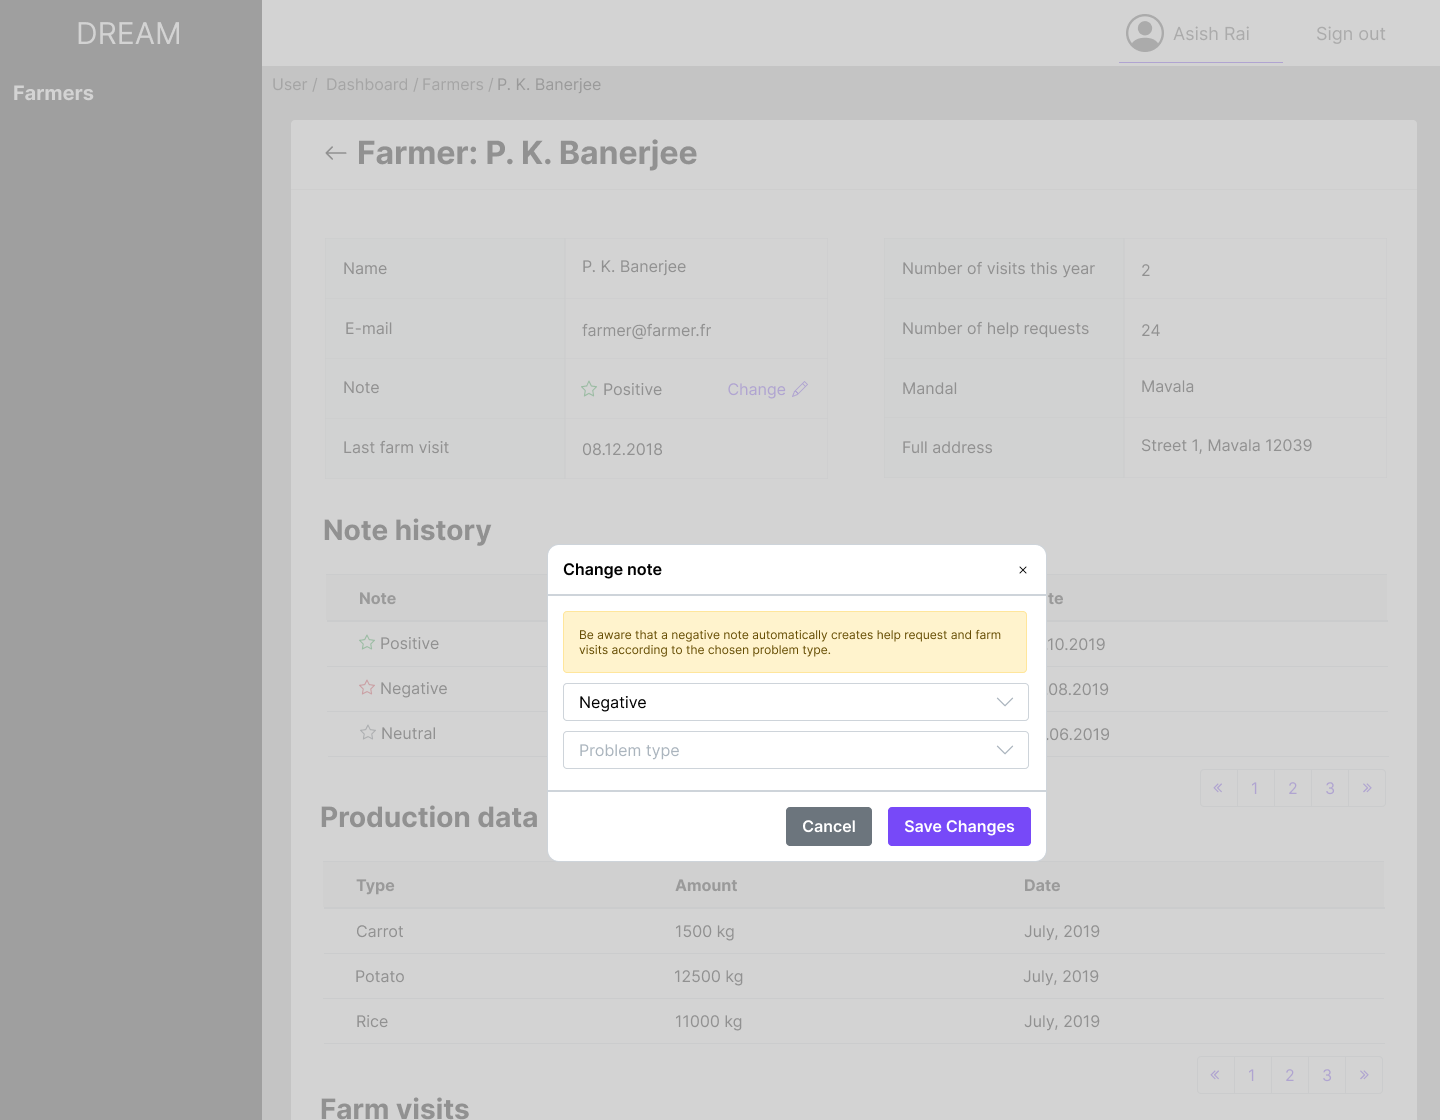 DREAM
Asish Rai
Sign out
Farmers
User / Dashboard / Farmers / P. K. Banerjee
← Farmer: P. K. Banerjee
Name
P. K. Banerjee
Number of visits this year
2
E-mail
farmer@farmer.fr
Number of help requests
24
Note
Positive
Change
Mandal
Mavala
Last farm visit
08.12.2018
Full address
Street 1, Mavala 12039
Note history
Change note
×
Note
te
Be aware that a negative note automatically creates help request and farm
visits according to the chosen problem type.
Positive
.10.2019
Negative
08.2019
Negative
Neutral
.06.2019
Problem type
« 1 2 3 »
Production data
Cancel
Save Changes
Type
Amount
Date
Carrot
1500 kg
July, 2019
Potato
12500 kg
July, 2019
Rice
11000 kg
July, 2019
« 1 2 3 »
Farm visits